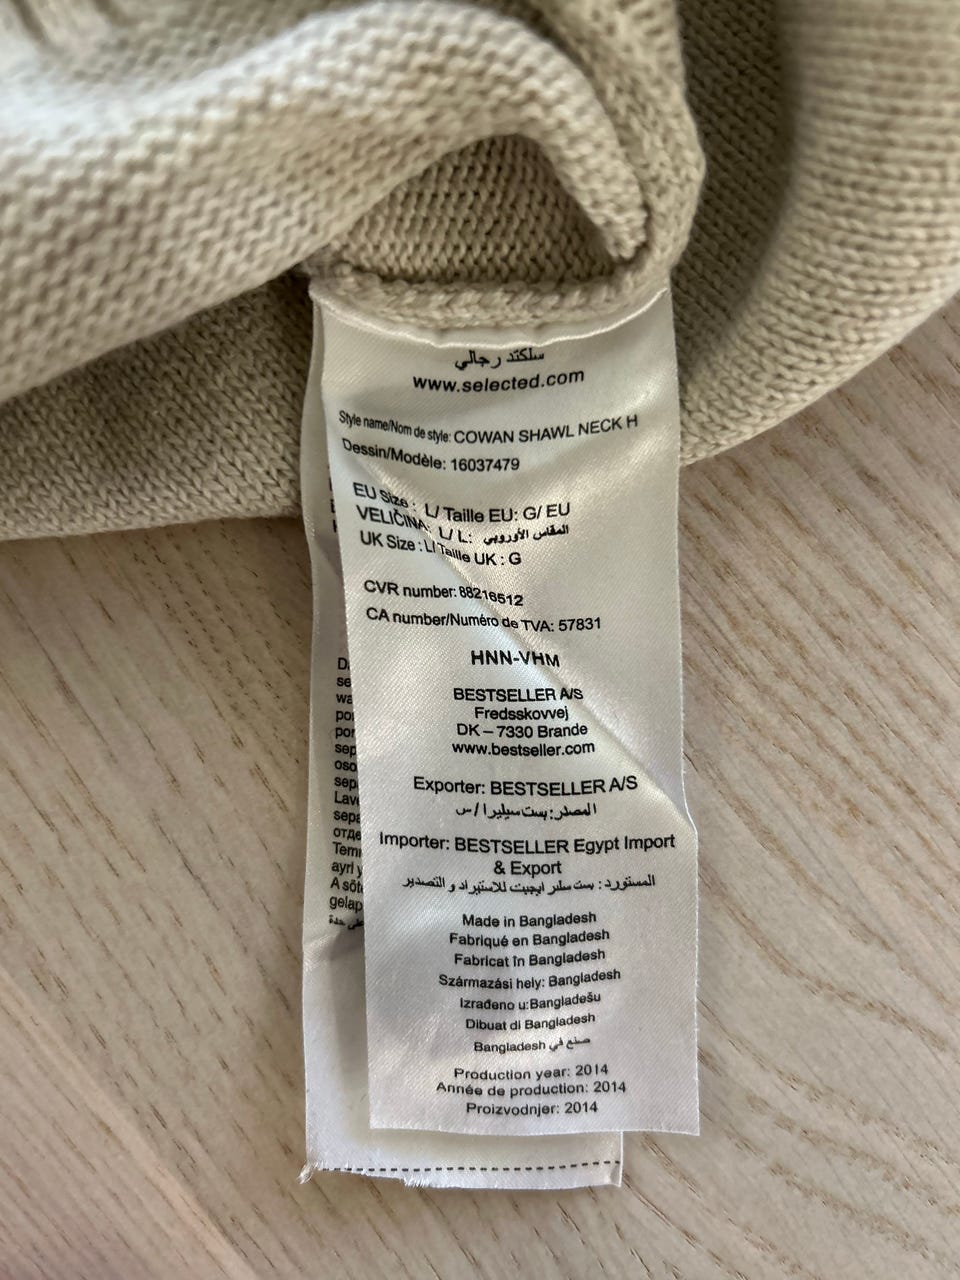 سلكتد رجالي
www.selected.com
Style name/Nom de style: COWAN SHAWL NECK H
Dessin/Modèle: 16037479
EU Size : L/ Taille EU: G/ EU
VELIČINA: L/ L: المقاس الأوروبي
UK Size : L/ Taille UK : G
CVR number: 88216512
CA number/Numéro de TVA: 57831
HNN-VHM
BESTSELLER A/S
Fredsskovvej
DK – 7330 Brande
www.bestseller.com
Exporter: BESTSELLER A/S
المصدر: بست سيليرا / س
Importer: BESTSELLER Egypt Import
& Export
المستورد : بست سلر ايجيبت للاستيراد و التصدير
Made in Bangladesh
Fabriqué en Bangladesh
Fabricat în Bangladesh
Származási hely: Bangladesh
Izrađeno u:Bangladešu
Dibuat di Bangladesh
Bangladesh صنع في
Production year: 2014
Année de production: 2014
Proizvodnjer: 2014